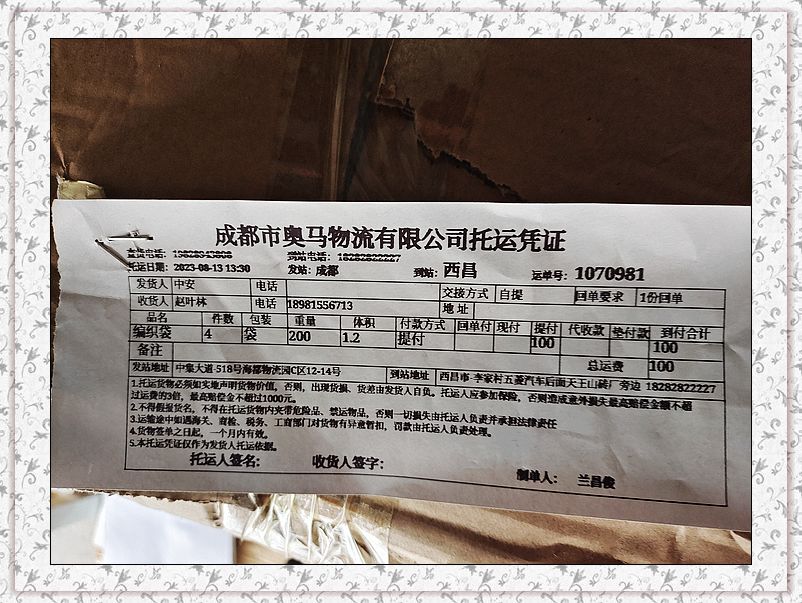 成都市奥马物流有限公司托运凭证
查货电话: 到站电话: 18282822227
托运日期: 2023-08-13 13:30 发站: 成都 到站: 西昌 运单号: 1070981
发货人 中安 电话 交接方式 自提 回单要求 1份回单
收货人 赵叶林 电话 18981556713 地址
品名 件数 包装 重量 体积 付款方式 回单付 现付 提付 代收款 垫付款 到付合计
编织袋 4 袋 200 1.2 提付 100 100
备注 总运费 100
发站地址 中集大道-518号海都物流园C区12-14号 到站地址 西昌市-李家村五菱汽车后面天王山砖厂 旁边 18282822227
1.托运货物必须如实地声明货物价值, 否则, 出现货损、货差由发货人自负。托运人应参加保险, 否则造成意外损失最高赔偿金额不超
过运费的3倍, 最高赔偿金不超过1000元。
2.不得假报货名, 不得在托运货物内夹带危险品、禁运物品, 否则一切损失由托运人负责并承担法律责任
3.运输途中如遇海关、商检、税务、工商部门对货物有异意暂扣, 罚款由托运人负责处理。
4.货物签单之日起, 一个月内有效。
5.本托运凭证仅作为发货人托运依据。
托运人签名: 收货人签字: 制单人: 兰昌俊